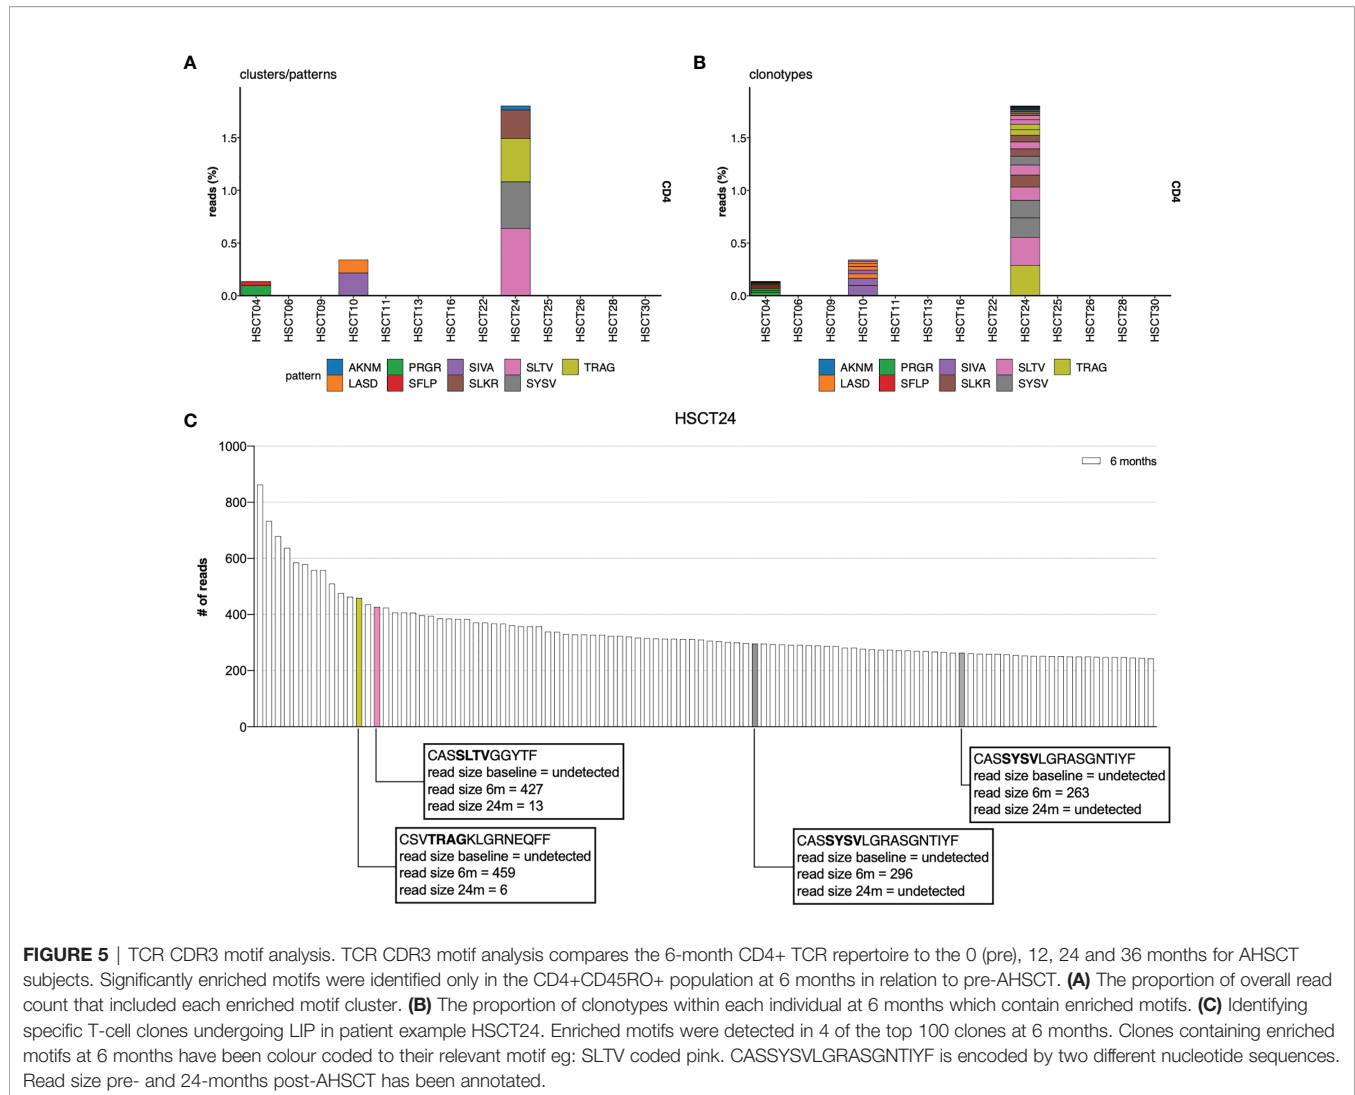 A
clusters/patterns
reads (%)
1.5
1.0
0.5
0.0
CD4
HSCT04
HSCT06
HSCT09
HSCT10
HSCT11
HSCT13
HSCT16
HSCT22
HSCT24
HSCT25
HSCT26
HSCT28
HSCT30
pattern AKNM PRGR SIVA SLTV TRAG
LASD SFLP SLKR SYSV
B
clonotypes
reads (%)
1.5
1.0
0.5
0.0
CD4
HSCT04
HSCT06
HSCT09
HSCT10
HSCT11
HSCT13
HSCT16
HSCT22
HSCT24
HSCT25
HSCT26
HSCT28
HSCT30
AKNM PRGR SIVA SLTV TRAG
LASD SFLP SLKR SYSV
C
HSCT24
# of reads
1000
800
600
400
200
0
6 months
CASSLTVGGYTF
read size baseline = undetected
read size 6m = 427
read size 24m = 13
CSVTRAGKLGRNEQFF
read size baseline = undetected
read size 6m = 459
read size 24m = 6
CASSYSVLGRASGNTIYF
read size baseline = undetected
read size 6m = 296
read size 24m = undetected
CASSYSVLGRASGNTIYF
read size baseline = undetected
read size 6m = 263
read size 24m = undetected
FIGURE 5 | TCR CDR3 motif analysis. TCR CDR3 motif analysis compares the 6-month CD4+ TCR repertoire to the 0 (pre), 12, 24 and 36 months for AHSCT
subjects. Significantly enriched motifs were identified only in the CD4+CD45RO+ population at 6 months in relation to pre-AHSCT. (A) The proportion of overall read
count that included each enriched motif cluster. (B) The proportion of clonotypes within each individual at 6 months which contain enriched motifs. (C) Identifying
specific T-cell clones undergoing LIP in patient example HSCT24. Enriched motifs were detected in 4 of the top 100 clones at 6 months. Clones containing enriched
motifs at 6 months have been colour coded to their relevant motif eg: SLTV coded pink. CASSYSVLGRASGNTIYF is encoded by two different nucleotide sequences.
Read size pre- and 24-months post-AHSCT has been annotated.